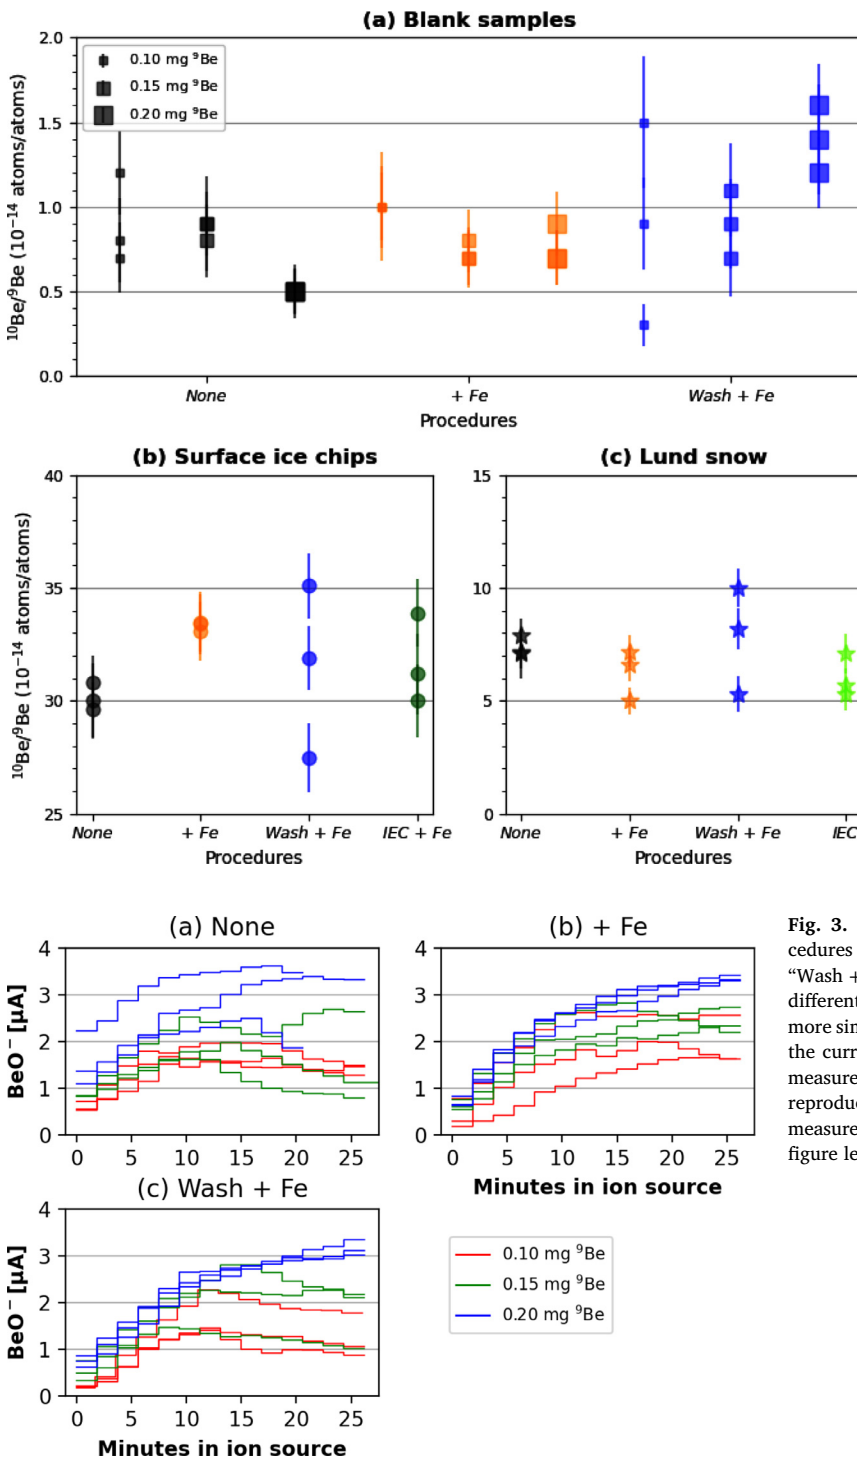 (a) Blank samples
2.0
1.5
1.0
0.5
0.0
¹⁰Be/⁹Be (10⁻¹⁴ atoms/atoms)
0.10 mg ⁹Be
0.15 mg ⁹Be
0.20 mg ⁹Be
None + Fe Wash + Fe
Procedures
(b) Surface ice chips
40
35
30
25
¹⁰Be/⁹Be (10⁻¹⁴ atoms/atoms)
None + Fe Wash + Fe IEC + Fe
Procedures
(c) Lund snow
15
10
5
0
None + Fe Wash + Fe IEC
Procedures
(a) None
4
3
2
1
0
BeO⁻ [µA]
0 5 10 15 20 25
(b) + Fe
4
3
2
1
0
0 5 10 15 20 25
Minutes in ion source
(c) Wash + Fe
4
3
2
1
0
BeO⁻ [µA]
0 5 10 15 20 25
Minutes in ion source
0.10 mg ⁹Be
0.15 mg ⁹Be
0.20 mg ⁹Be
Fig. 3.
cedures
"Wash +
different
more sin
the curr
measure
reproduc
measure
figure le